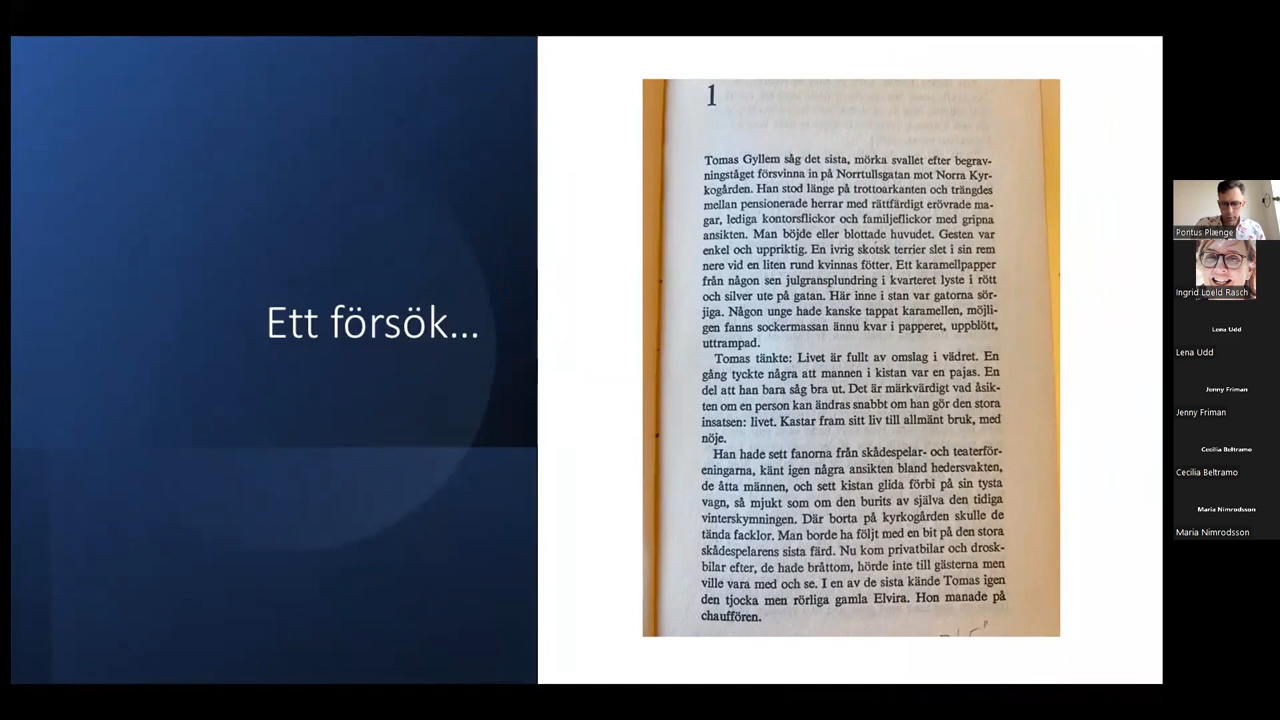 Ett försök...
1
Tomas Gyllem såg det sista, mörka svallet efter begrav-
ningståget försvinna in på Norrtullsgatan mot Norra Kyr-
kogården. Han stod länge på trottoarkanten och trängdes
mellan pensionerade herrar med rättfärdigt erövrade ma-
gar, lediga kontorsflickor och familjeflickor med gripna
ansikten. Man böjde eller blottade huvudet. Gesten var
enkel och uppriktig. En ivrig skotsk terrier slet i sin rem
nere vid en liten rund kvinnas fötter. Ett karamellpapper
från någon sen julgransplundring i kvarteret lyste i rött
och silver ute på gatan. Här inne i stan var gatorna sör-
jiga. Någon unge hade kanske tappat karamellen, möjli-
gen fanns sockermassan ännu kvar i papperet, uppblött,
uttrampad.
Tomas tänkte: Livet är fullt av omslag i vädret. En
gång tyckte några att mannen i kistan var en pajas. En
del att han bara såg bra ut. Det är märkvärdigt vad åsik-
ten om en person kan ändras snabbt om han gör den stora
insatsen: livet. Kastar fram sitt liv till allmänt bruk, med
nöje.
Han hade sett fanorna från skådespelar- och teaterför-
eningarna, känt igen några ansikten bland hedersvakten,
de åtta männen, och sett kistan glida förbi på sin tysta
vagn, så mjukt som om den burits av själva den tidiga
vinterskymningen. Där borta på kyrkogården skulle de
tända facklor. Man borde ha följt med en bit på den stora
skådespelarens sista färd. Nu kom privatbilar och drosk-
bilar efter, de hade bråttom, hörde inte till gästerna men
ville vara med och se. I en av de sista kände Tomas igen
den tjocka men rörliga gamla Elvira. Hon manade på
chauffören.
Pontus Plænge
Ingrid Loeld Rasch
Lena Udd
Lena Udd
Jenny Friman
Jenny Friman
Cecilia Beltramo
Cecilia Beltramo
Maria Nimrodsson
Maria Nimrodsson